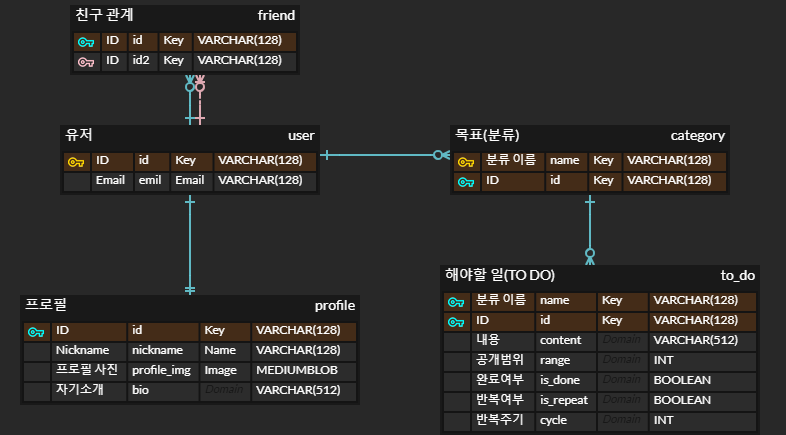 친구 관계 friend
ID id Key VARCHAR(128)
ID id2 Key VARCHAR(128)
유저 user
ID id Key VARCHAR(128)
Email emil Email VARCHAR(128)
목표(분류) category
분류 이름 name Key VARCHAR(128)
ID id Key VARCHAR(128)
프로필 profile
ID id Key VARCHAR(128)
Nickname nickname Name VARCHAR(128)
프로필 사진 profile_img Image MEDIUMBLOB
자기소개 bio Domain VARCHAR(512)
해야할 일(TO DO) to_do
분류 이름 name Key VARCHAR(128)
ID id Key VARCHAR(128)
내용 content Domain VARCHAR(512)
공개범위 range Domain INT
완료여부 is_done Domain BOOLEAN
반복여부 is_repeat Domain BOOLEAN
반복주기 cycle Domain INT